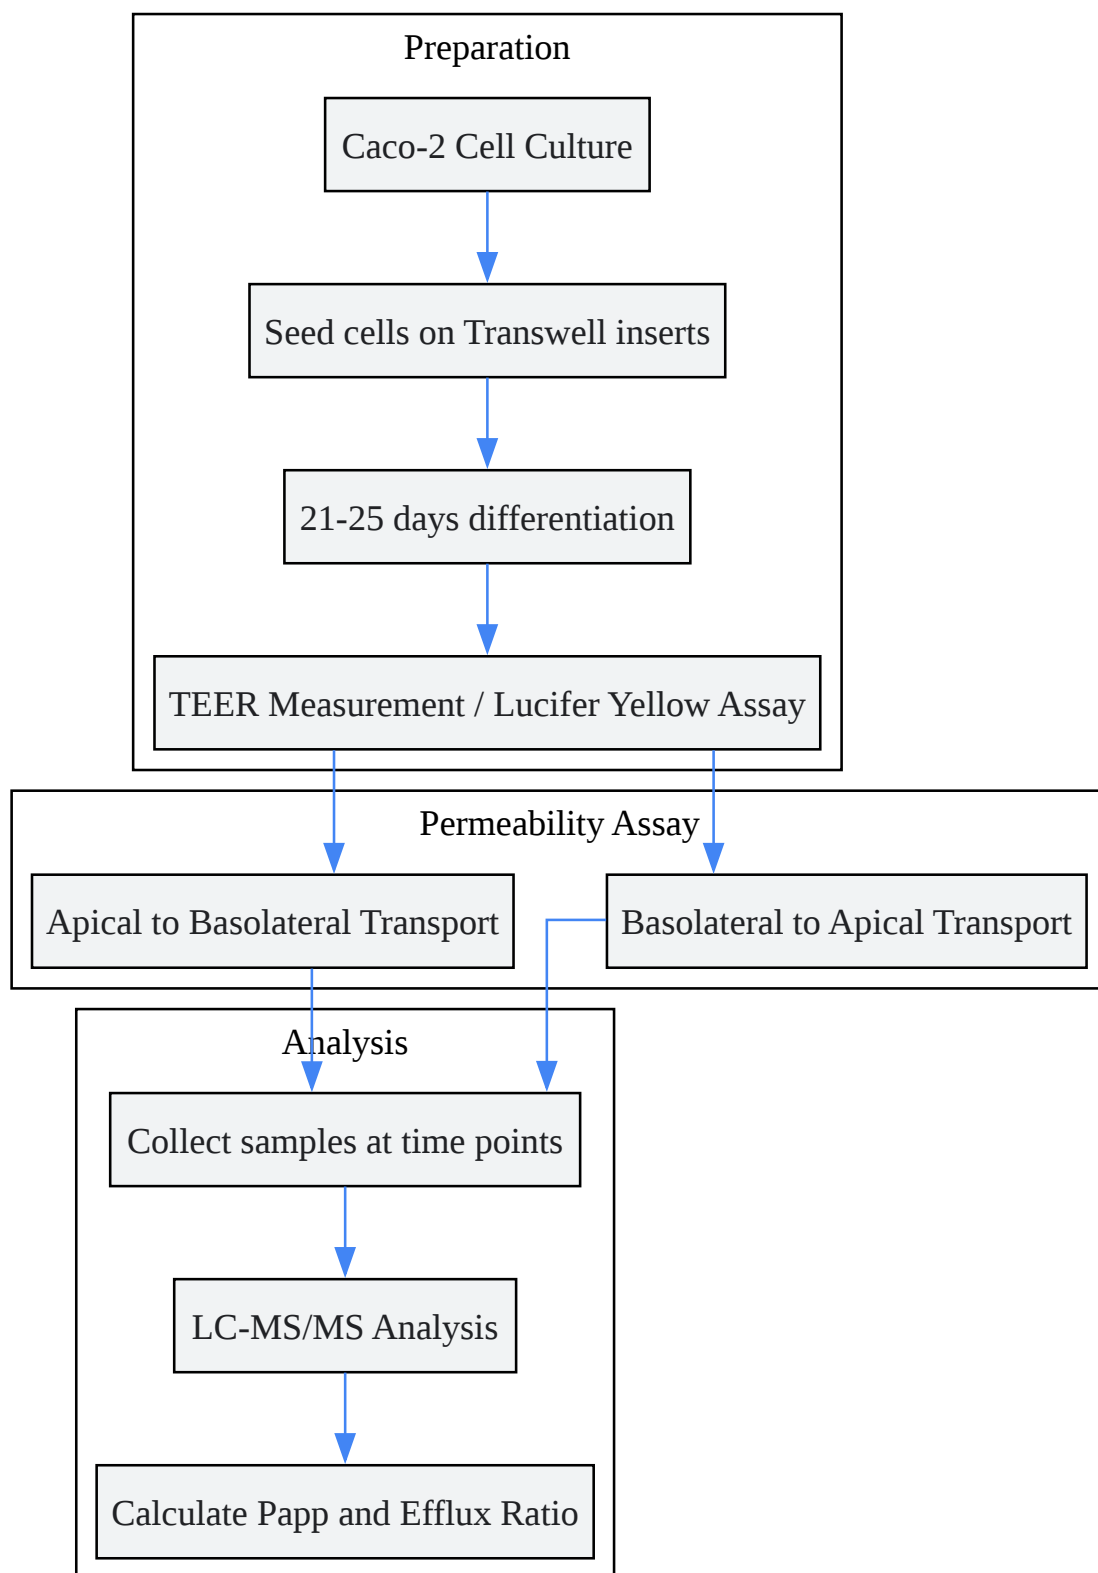 Preparation
Caco-2 Cell Culture
Seed cells on Transwell inserts
21-25 days differentiation
TEER Measurement / Lucifer Yellow Assay
Permeability Assay
Apical to Basolateral Transport
Basolateral to Apical Transport
Analysis
Collect samples at time points
LC-MS/MS Analysis
Calculate Papp and Efflux Ratio